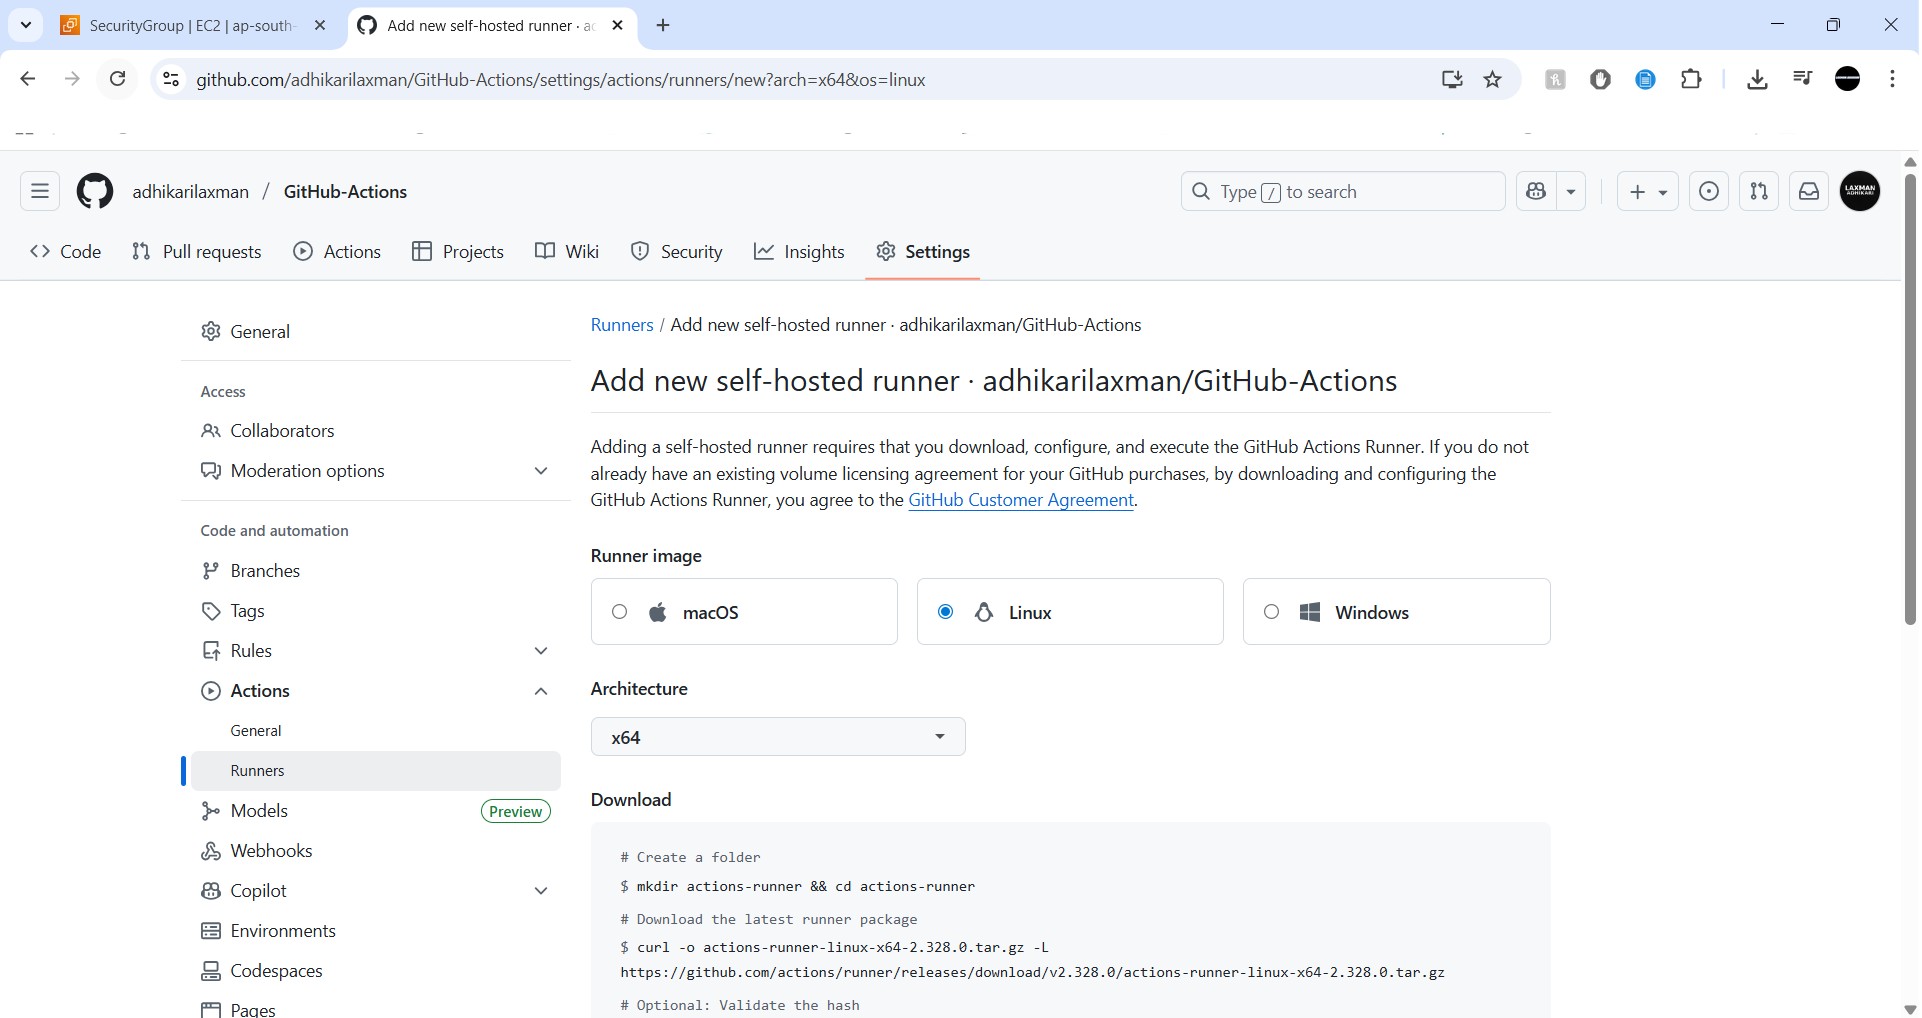 SecurityGroup | EC2 | ap-south-
Add new self-hosted runner · ac
github.com/adhikarilaxman/GitHub-Actions/settings/actions/runners/new?arch=x64&os=linux
adhikarilaxman / GitHub-Actions
Type / to search
LAXMAN
ADHIKARI
Code
Pull requests
Actions
Projects
Wiki
Security
Insights
Settings
General
Access
Collaborators
Moderation options
Code and automation
Branches
Tags
Rules
Actions
General
Runners
Models
Preview
Webhooks
Copilot
Environments
Codespaces
Pages
Runners / Add new self-hosted runner · adhikarilaxman/GitHub-Actions
Add new self-hosted runner · adhikarilaxman/GitHub-Actions
Adding a self-hosted runner requires that you download, configure, and execute the GitHub Actions Runner. If you do not
already have an existing volume licensing agreement for your GitHub purchases, by downloading and configuring the
GitHub Actions Runner, you agree to the GitHub Customer Agreement.
Runner image
macOS
Linux
Windows
Architecture
x64
Download
# Create a folder
$ mkdir actions-runner && cd actions-runner
# Download the latest runner package
$ curl -o actions-runner-linux-x64-2.328.0.tar.gz -L
https://github.com/actions/runner/releases/download/v2.328.0/actions-runner-linux-x64-2.328.0.tar.gz
# Optional: Validate the hash